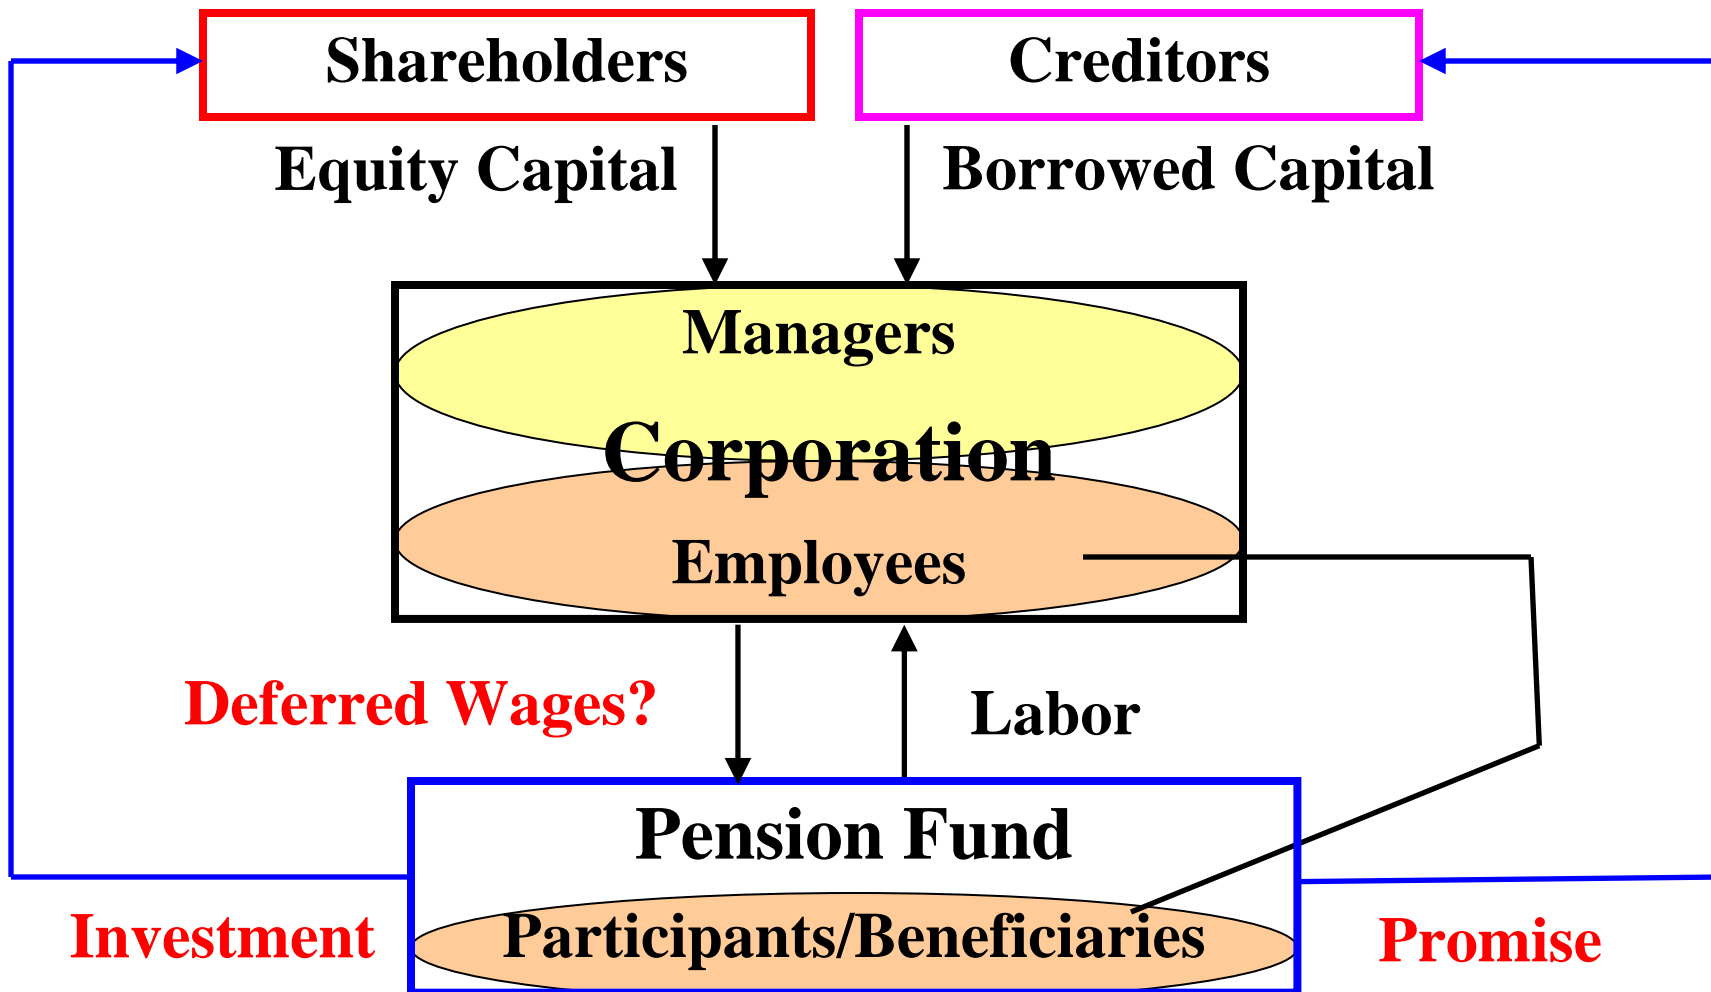 Shareholders
Creditors
Equity Capital
Borrowed Capital
Managers
Corporation
Employees
Deferred Wages?
Labor
Pension Fund
Investment
Participants/Beneficiaries
Promise